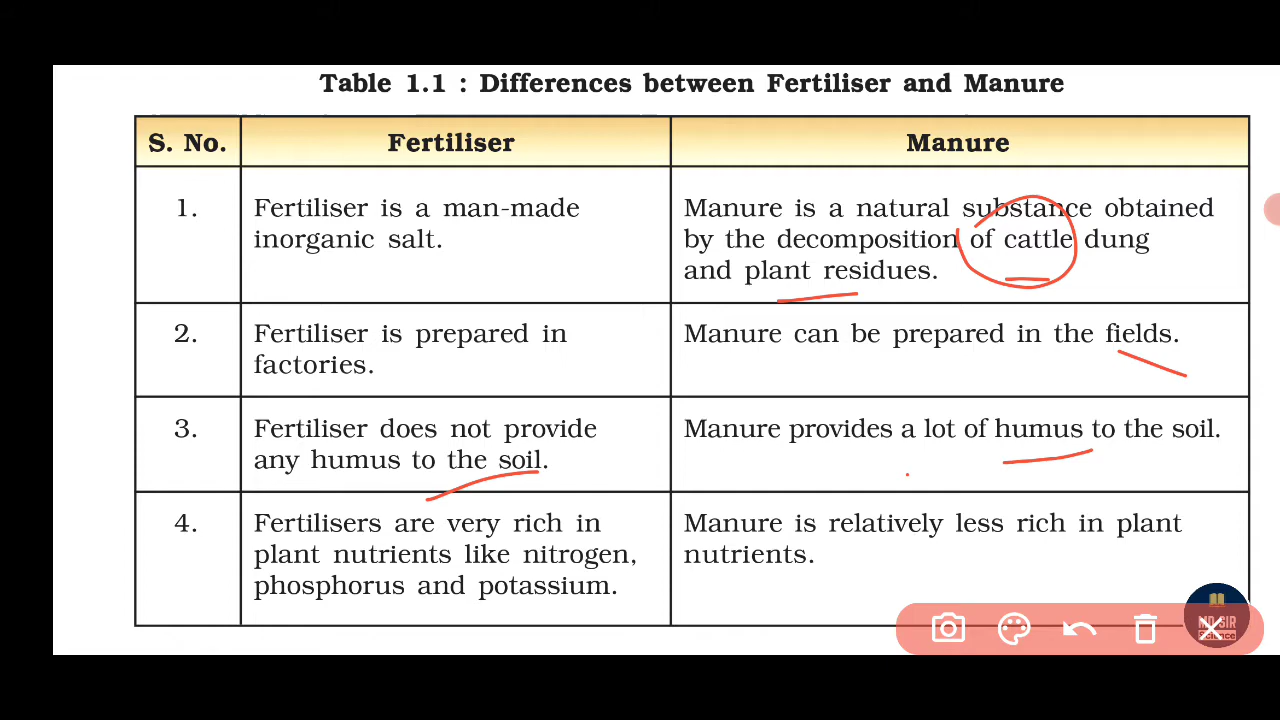 Table 1.1 : Differences between Fertiliser and Manure
S. No. Fertiliser Manure
1. Fertiliser is a man-made
inorganic salt.
Manure is a natural substance obtained
by the decomposition of cattle dung
and plant residues.
2. Fertiliser is prepared in
factories.
Manure can be prepared in the fields.
3. Fertiliser does not provide
any humus to the soil.
Manure provides a lot of humus to the soil.
4. Fertilisers are very rich in
plant nutrients like nitrogen,
phosphorus and potassium.
Manure is relatively less rich in plant
nutrients.
SIR
Science